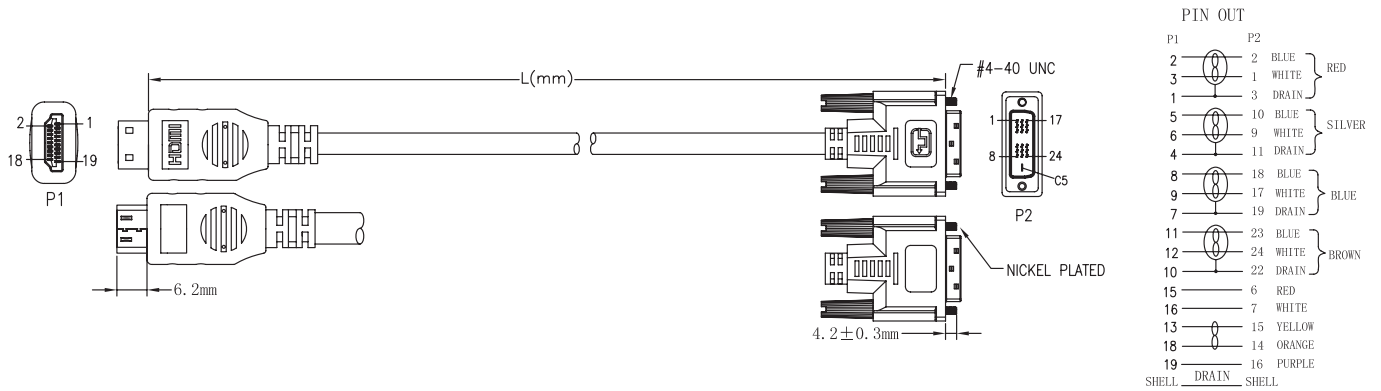 L(mm)
#4-40 UNC
2 1
18 19
P1
HDMI
1 17
8 24
C5
P2
6.2mm
NICKEL PLATED
4.2±0.3mm
PIN OUT
P1 P2
2 2 BLUE
3 1 WHITE RED
1 3 DRAIN
5 10 BLUE
6 9 WHITE SILVER
4 11 DRAIN
8 18 BLUE
9 17 WHITE BLUE
7 19 DRAIN
11 23 BLUE
12 24 WHITE BROWN
10 22 DRAIN
15 6 RED
16 7 WHITE
13 15 YELLOW
18 14 ORANGE
19 16 PURPLE
SHELL DRAIN SHELL